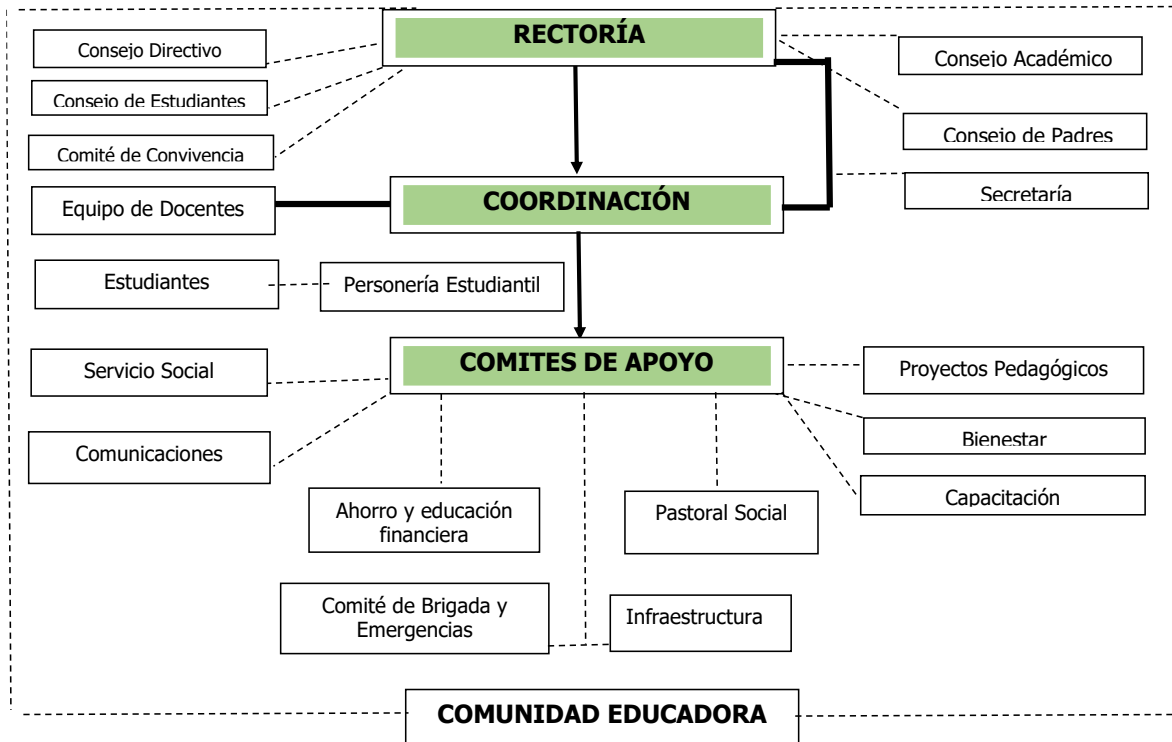 RECTORÍA
Consejo Directivo
Consejo Académico
Consejo de Estudiantes
Consejo de Padres
Comité de Convivencia
Secretaría
COORDINACIÓN
Equipo de Docentes
Estudiantes
Personería Estudiantil
COMITES DE APOYO
Servicio Social
Proyectos Pedagógicos
Bienestar
Comunicaciones
Capacitación
Ahorro y educación
financiera
Pastoral Social
Comité de Brigada y
Emergencias
Infraestructura
COMUNIDAD EDUCADORA